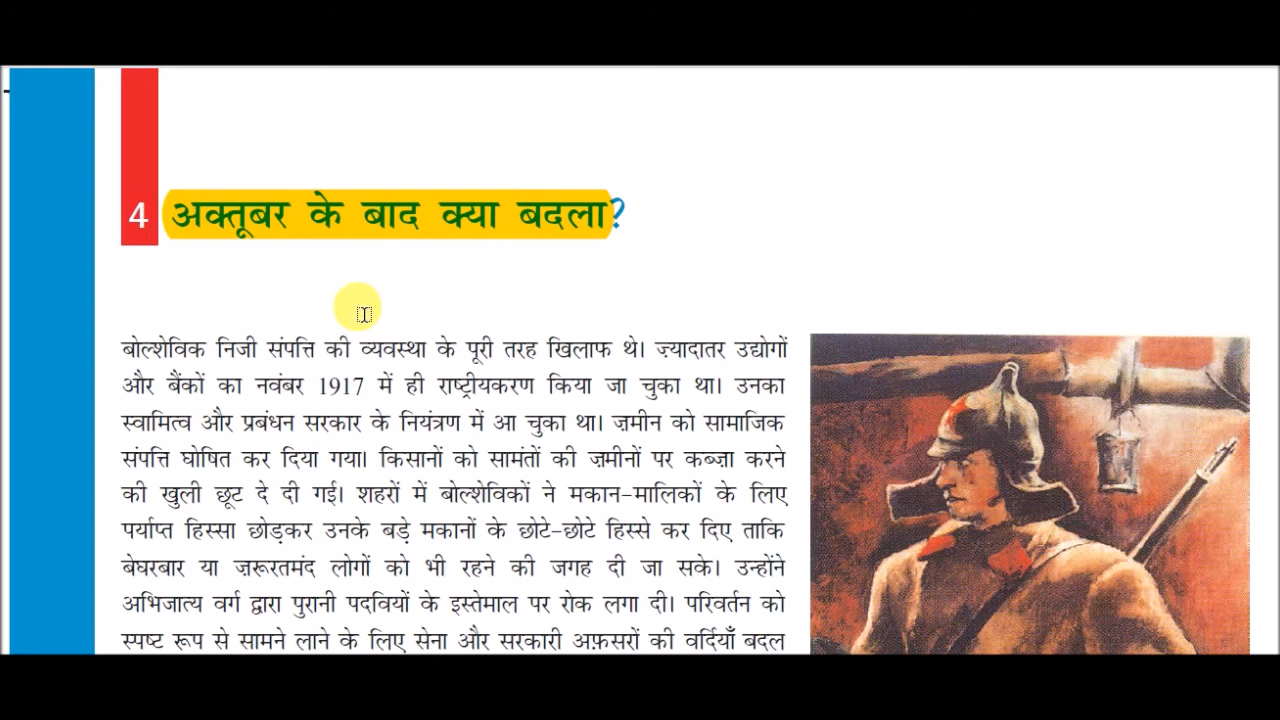 4 अक्तूबर के बाद क्या बदला?
बोल्शेविक निजी संपत्ति की व्यवस्था के पूरी तरह खिलाफ थे। ज़्यादातर उद्योगों
और बैंकों का नवंबर 1917 में ही राष्ट्रीयकरण किया जा चुका था। उनका
स्वामित्व और प्रबंधन सरकार के नियंत्रण में आ चुका था। ज़मीन को सामाजिक
संपत्ति घोषित कर दिया गया। किसानों को सामंतों की ज़मीनों पर कब्ज़ा करने
की खुली छूट दे दी गई। शहरों में बोल्शेविकों ने मकान-मालिकों के लिए
पर्याप्त हिस्सा छोड़कर उनके बड़े मकानों के छोटे-छोटे हिस्से कर दिए ताकि
बेघरबार या ज़रूरतमंद लोगों को भी रहने की जगह दी जा सके। उन्होंने
अभिजात्य वर्ग द्वारा पुरानी पदवियों के इस्तेमाल पर रोक लगा दी। परिवर्तन को
स्पष्ट रूप से सामने लाने के लिए सेना और सरकारी अफ़सरों की वर्दियाँ बदल